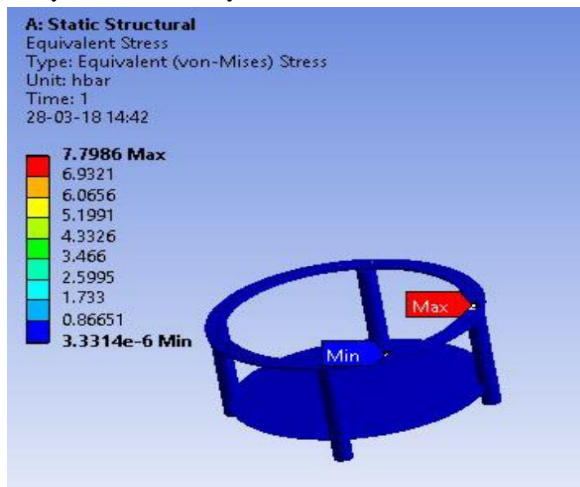 A: Static Structural
Equivalent Stress
Type: Equivalent (von-Mises) Stress
Unit: hbar
Time: 1
28-03-18 14:42
7.7986 Max
6.9321
6.0656
5.1991
4.3326
3.466
2.5995
1.733
0.86651
3.3314e-6 Min
Max
Min